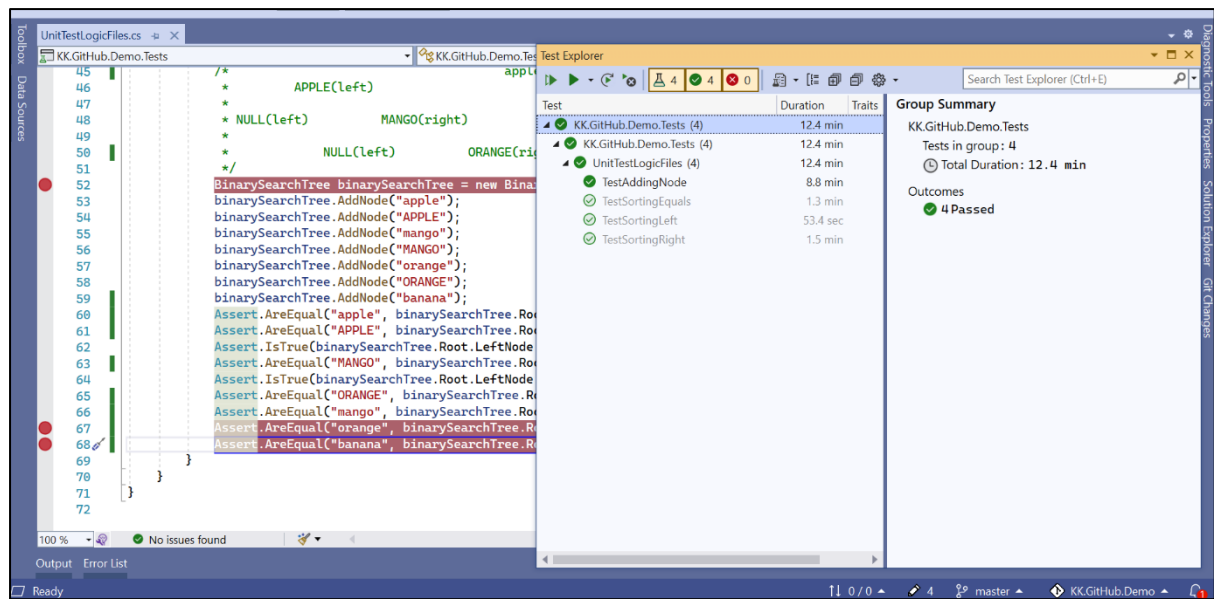 UnitTestLogicFiles.cs
KK.GitHub.Demo.Tests KK.GitHub.Demo.Tes
45 /* appl
46 * APPLE(left)
47 *
48 * NULL(left) MANGO(right)
49 *
50 * NULL(left) ORANGE(rig
51 */
52 BinarySearchTree binarySearchTree = new Bina
53 binarySearchTree.AddNode("apple");
54 binarySearchTree.AddNode("APPLE");
55 binarySearchTree.AddNode("mango");
56 binarySearchTree.AddNode("MANGO");
57 binarySearchTree.AddNode("orange");
58 binarySearchTree.AddNode("ORANGE");
59 binarySearchTree.AddNode("banana");
60 Assert.AreEqual("apple", binarySearchTree.Ro
61 Assert.AreEqual("APPLE", binarySearchTree.Ro
62 Assert.IsTrue(binarySearchTree.Root.LeftNode
63 Assert.AreEqual("MANGO", binarySearchTree.Ro
64 Assert.IsTrue(binarySearchTree.Root.LeftNode
65 Assert.AreEqual("ORANGE", binarySearchTree.R
66 Assert.AreEqual("mango", binarySearchTree.Ro
67 Assert.AreEqual("orange", binarySearchTree.R
68 Assert.AreEqual("banana", binarySearchTree.R
69 }
70 }
71 }
72
100 % No issues found
Output Error List
Toolbox
Data Sources
Test Explorer
4 4 0 Search Test Explorer (Ctrl+E)
Test Duration Traits
KK.GitHub.Demo.Tests (4) 12.4 min
KK.GitHub.Demo.Tests (4) 12.4 min
UnitTestLogicFiles (4) 12.4 min
TestAddingNode 8.8 min
TestSortingEquals 1.3 min
TestSortingLeft 53.4 sec
TestSortingRight 1.5 min
Group Summary
KK.GitHub.Demo.Tests
Tests in group: 4
Total Duration: 12.4 min
Outcomes
4 Passed
Diagnostic Tools
Properties
Solution Explorer
Git Changes
Ready 0 / 0 4 master KK.GitHub.Demo 1